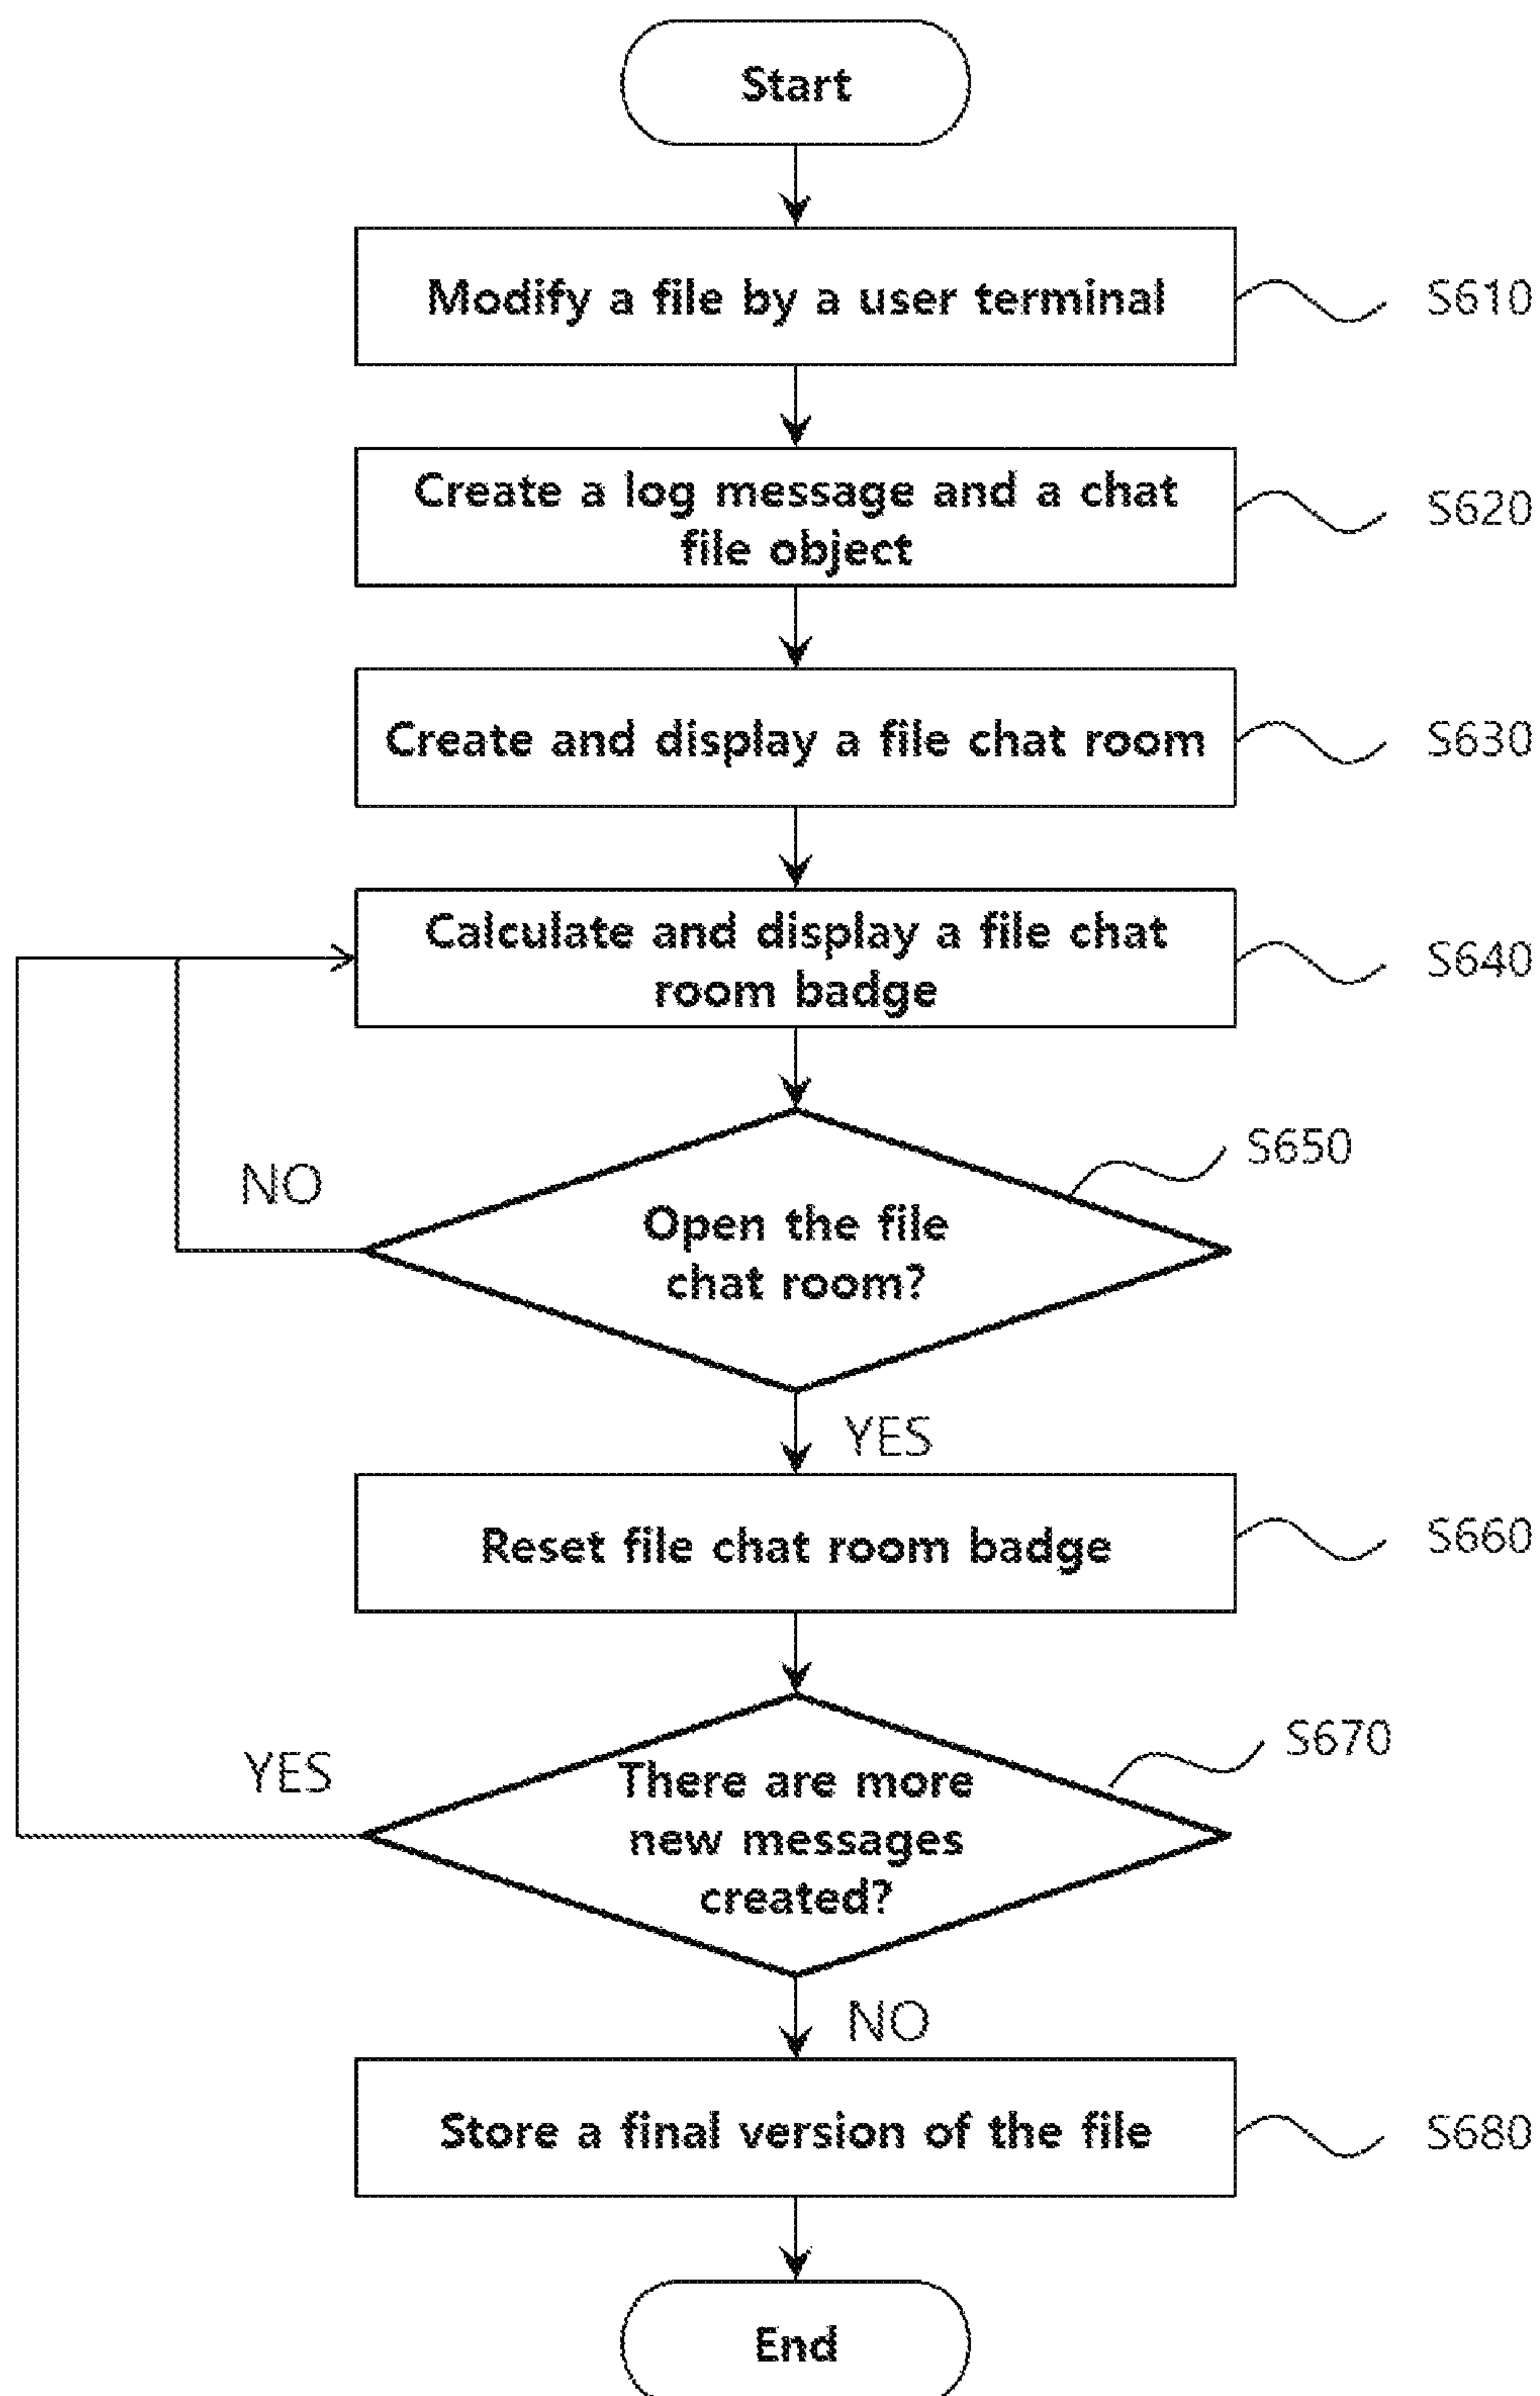 Start
Modify a file by a user terminal
S610
Create a log message and a chat
file object
S620
Create and display a file chat room
S630
Calculate and display a file chat
room badge
S640
S650
NO
Open the file
chat room?
YES
Reset file chat room badge
S660
S670
YES
There are more
new messages
created?
NO
Store a final version of the file
S680
End